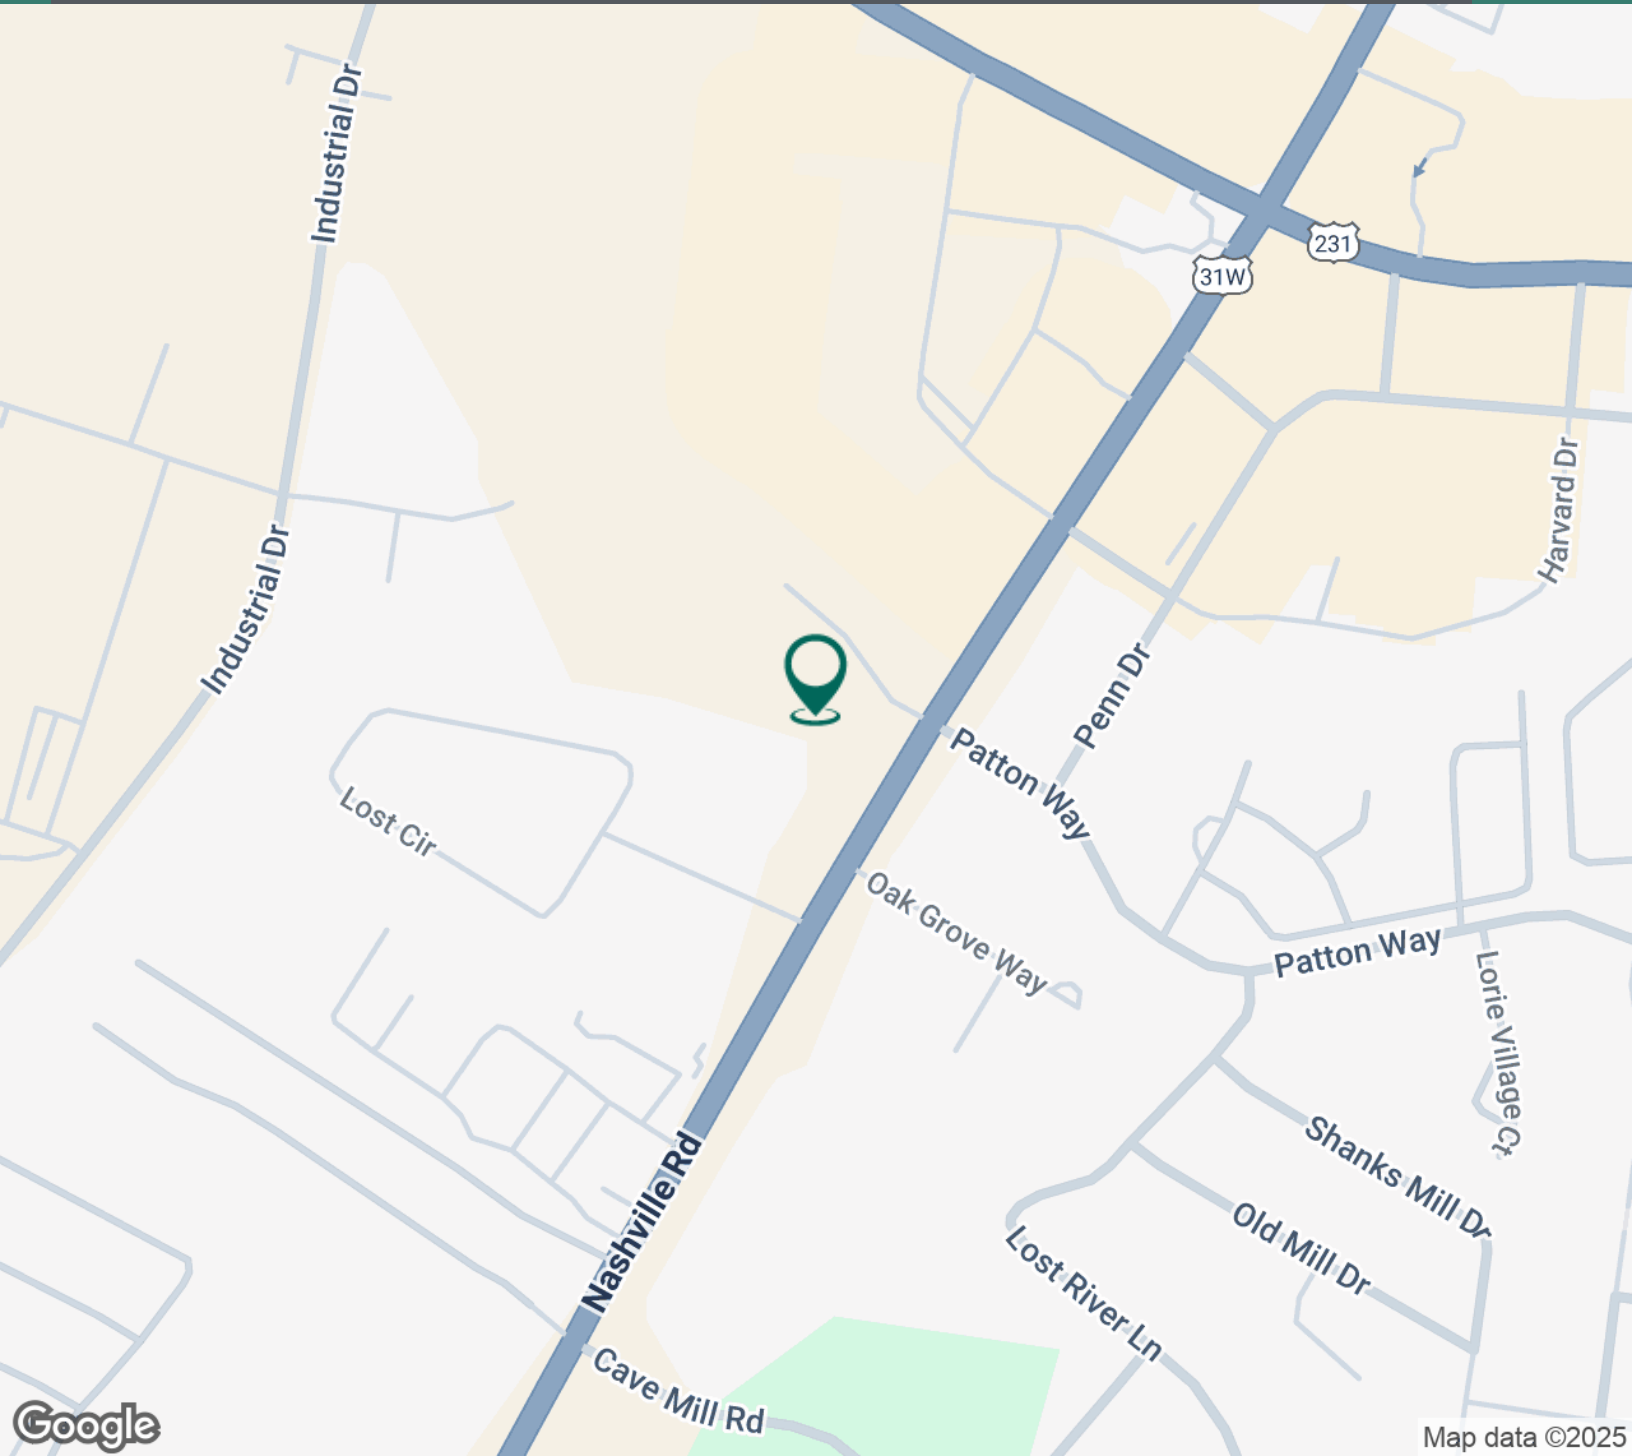 Industrial Dr
231
31W
Harvard Dr
Industrial Dr
Penn Dr
Patton Way
Lost Cir
Oak Grove Way
Patton Way
Lorie Village Ct
Shanks Mill Dr
Nashville Rd
Old Mill Dr
Lost River Ln
Cave Mill Rd
Google
Map data ©2025